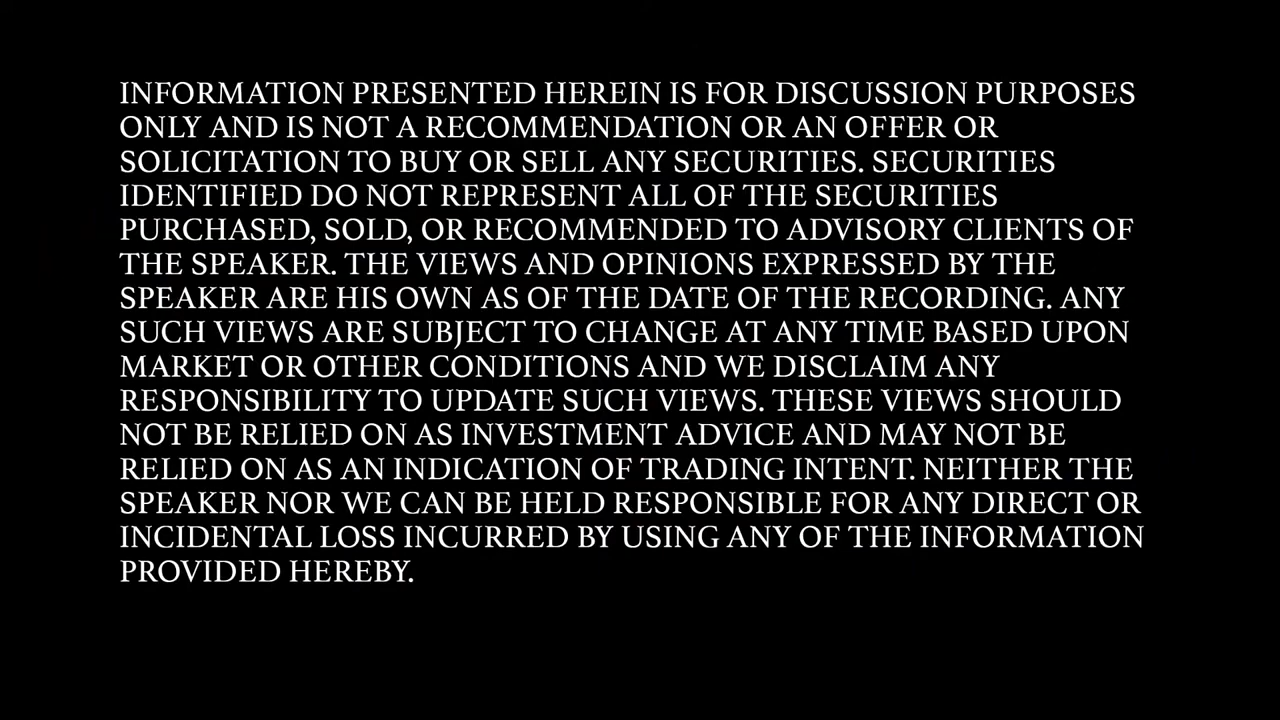 INFORMATION PRESENTED HEREIN IS FOR DISCUSSION PURPOSES
ONLY AND IS NOT A RECOMMENDATION OR AN OFFER OR
SOLICITATION TO BUY OR SELL ANY SECURITIES. SECURITIES
IDENTIFIED DO NOT REPRESENT ALL OF THE SECURITIES
PURCHASED, SOLD, OR RECOMMENDED TO ADVISORY CLIENTS OF
THE SPEAKER. THE VIEWS AND OPINIONS EXPRESSED BY THE
SPEAKER ARE HIS OWN AS OF THE DATE OF THE RECORDING. ANY
SUCH VIEWS ARE SUBJECT TO CHANGE AT ANY TIME BASED UPON
MARKET OR OTHER CONDITIONS AND WE DISCLAIM ANY
RESPONSIBILITY TO UPDATE SUCH VIEWS. THESE VIEWS SHOULD
NOT BE RELIED ON AS INVESTMENT ADVICE AND MAY NOT BE
RELIED ON AS AN INDICATION OF TRADING INTENT. NEITHER THE
SPEAKER NOR WE CAN BE HELD RESPONSIBLE FOR ANY DIRECT OR
INCIDENTAL LOSS INCURRED BY USING ANY OF THE INFORMATION
PROVIDED HEREBY.